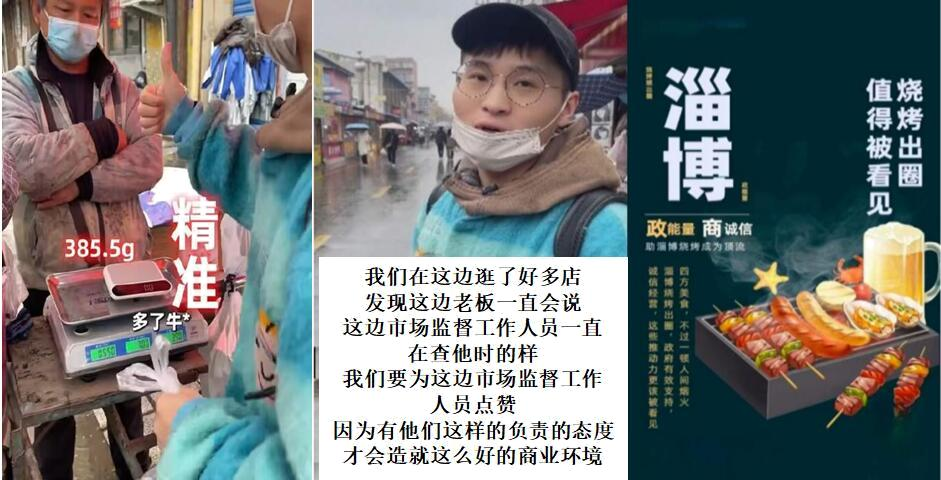 385.5g
精准
多了牛*
我们在这边逛了好多店
发现这边老板一直会说
这边市场监督工作人员一直
在查他时的样
我们要为这边市场监督工作
人员点赞
因为有他们这样的负责的态度
才会造就这么好的商业环境
淄博
政能量
烧烤出圈
值得被看见
政能量 商诚信
助淄博烧烤成为顶流
四方美食，不过一顿人间烟火
淄博烧烤出圈，政府有效支持，
诚信经营，这些推动力更该被看见